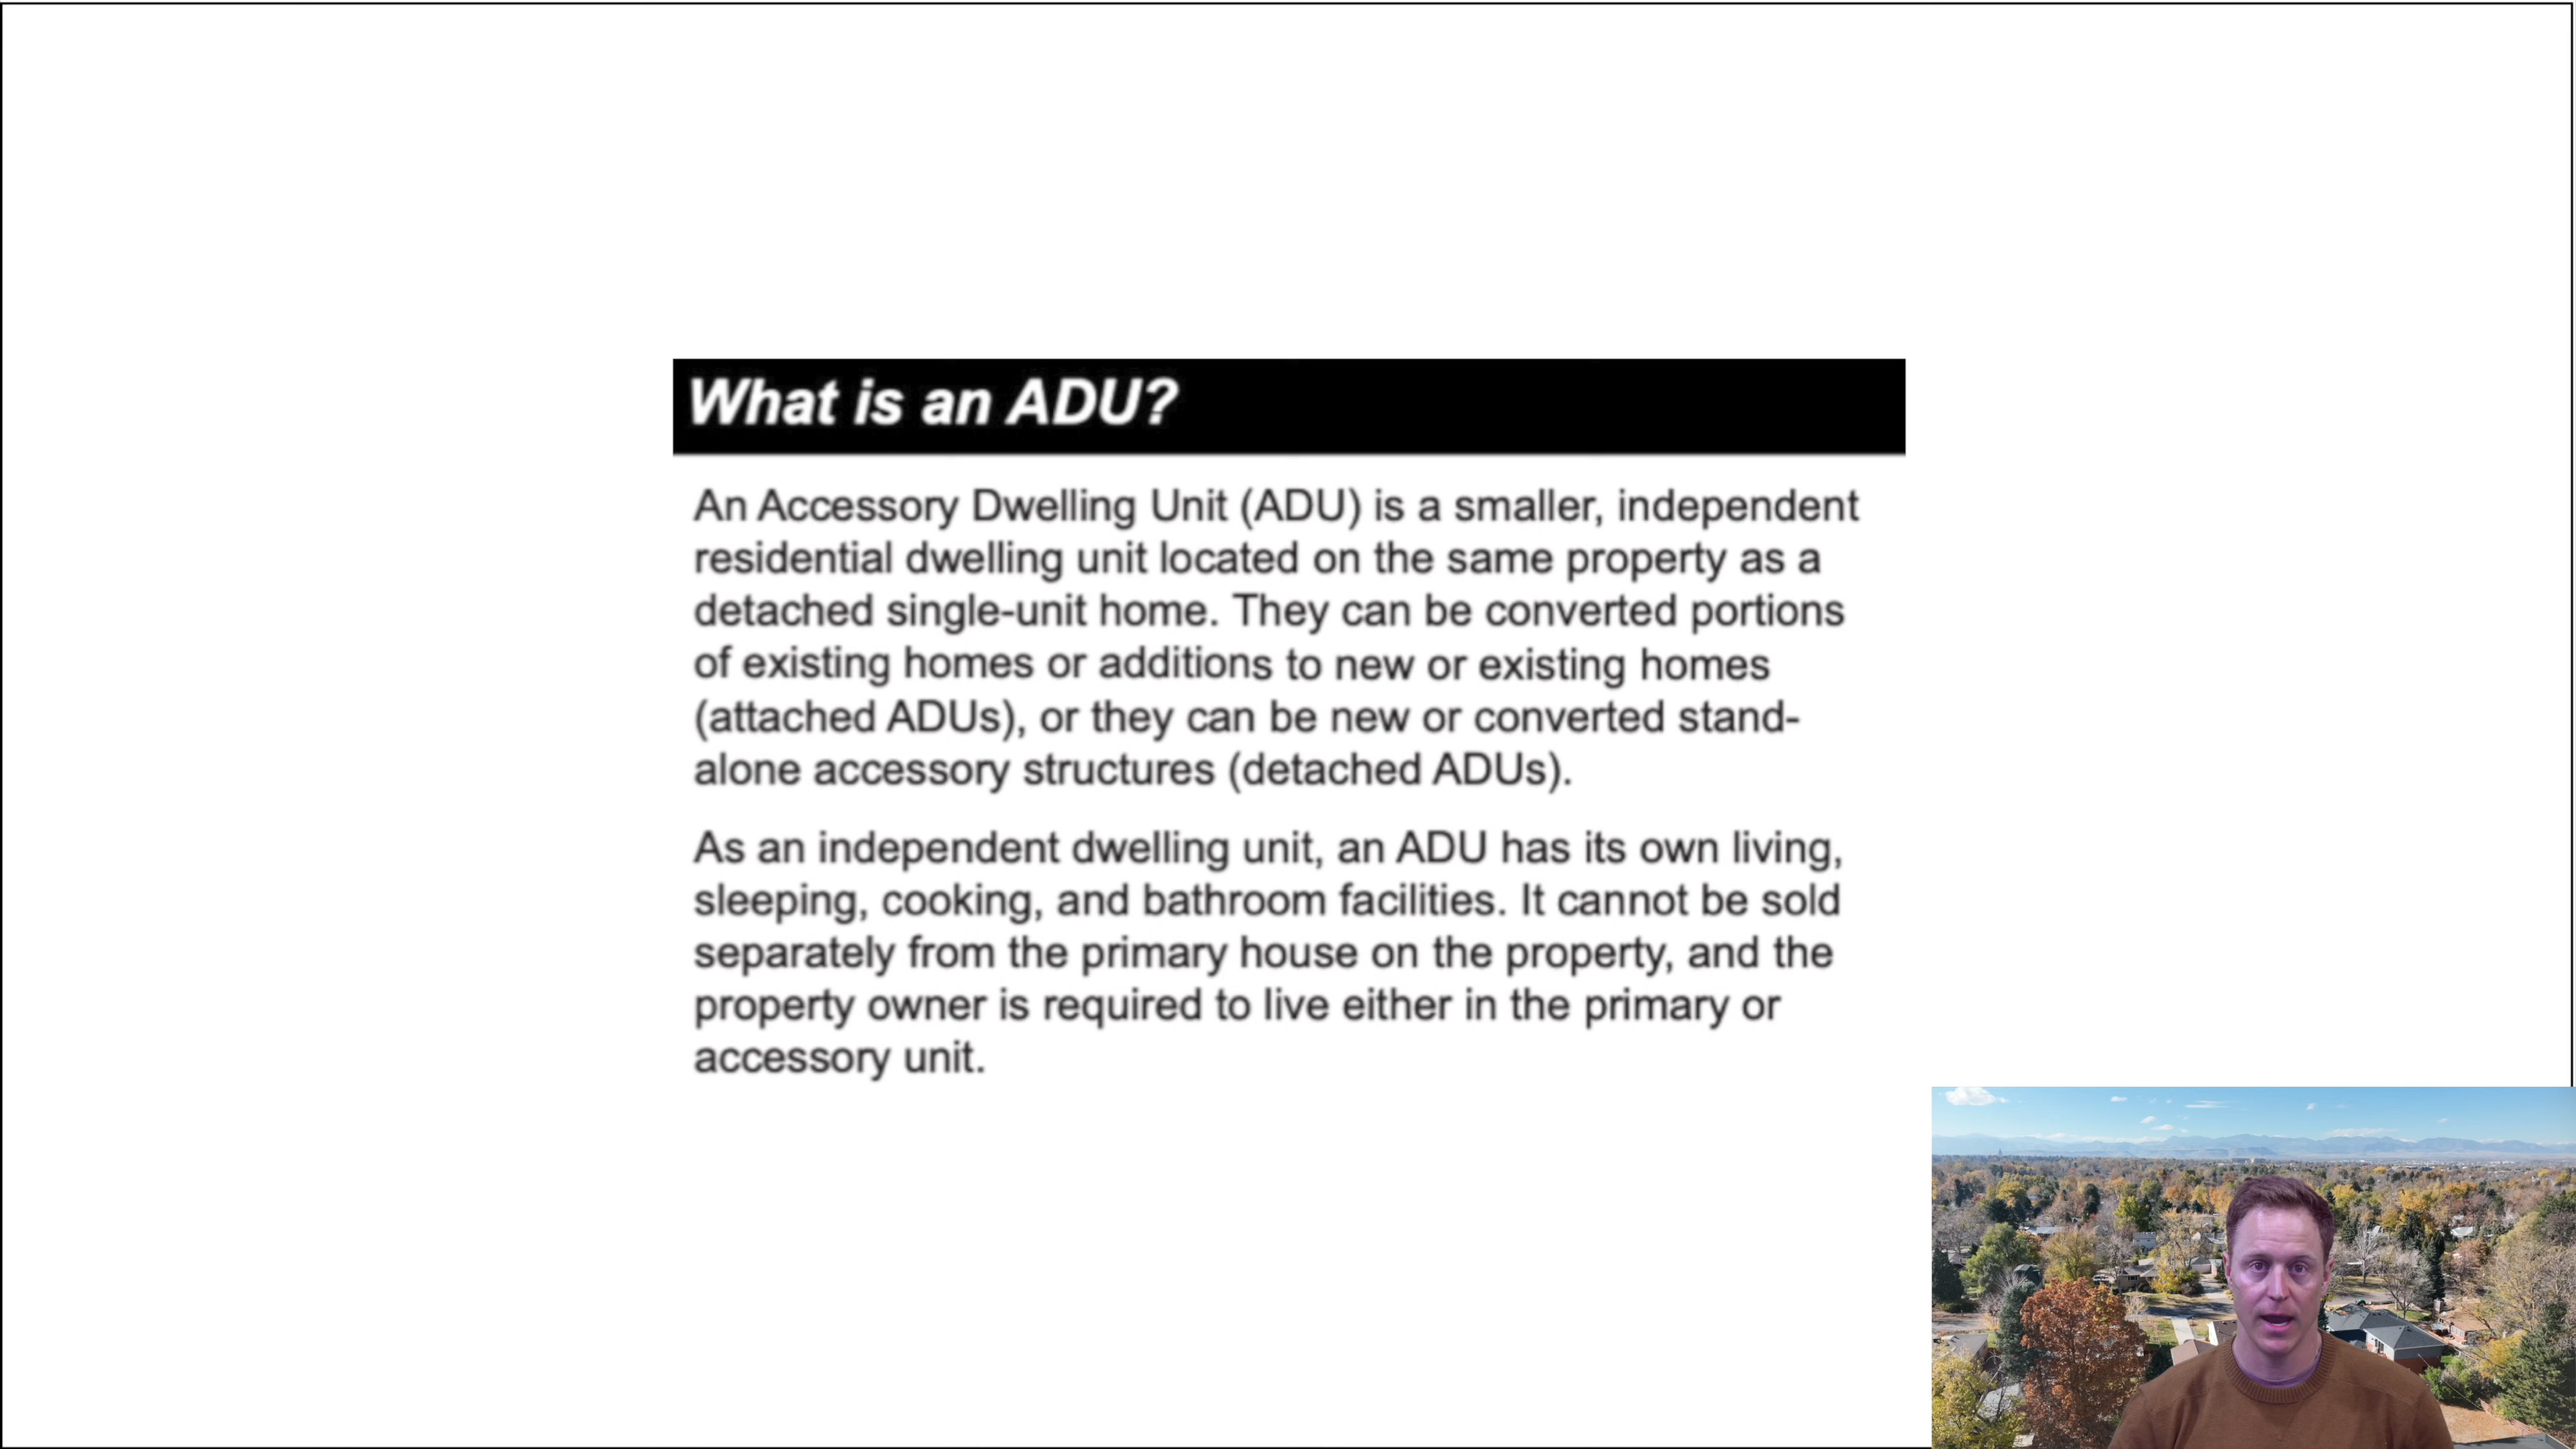 What is an ADU?
An Accessory Dwelling Unit (ADU) is a smaller, independent
residential dwelling unit located on the same property as a
detached single-unit home. They can be converted portions
of existing homes or additions to new or existing homes
(attached ADUs), or they can be new or converted stand-
alone accessory structures (detached ADUs).
As an independent dwelling unit, an ADU has its own living,
sleeping, cooking, and bathroom facilities. It cannot be sold
separately from the primary house on the property, and the
property owner is required to live either in the primary or
accessory unit.